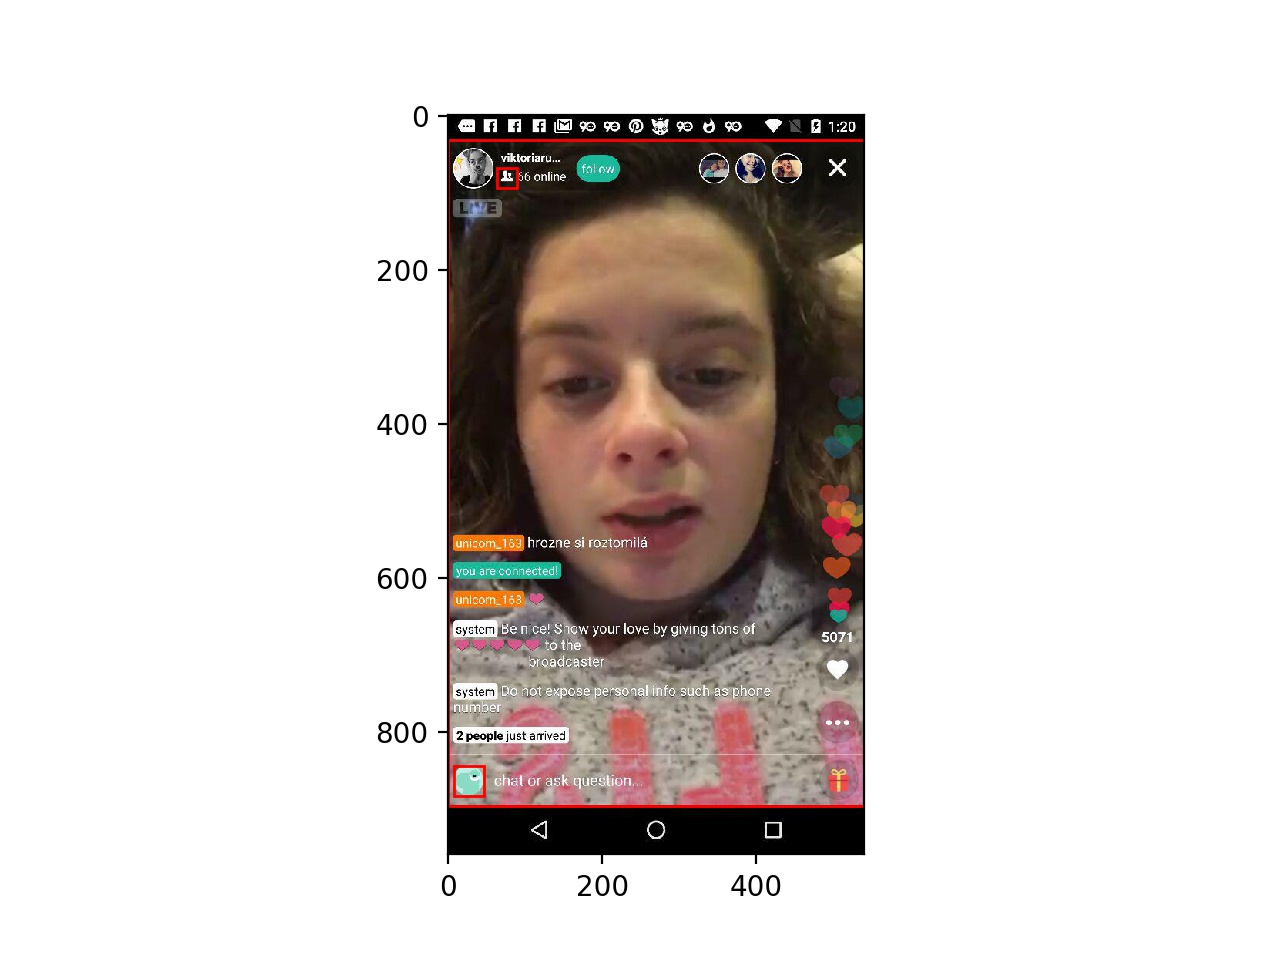 0
1:20
viktoriaru...
66 online
follow
LIVE
200
400
unicorn_163 hrozne si roztomilá
you are connected!
600
unicorn_163
system Be nice! Show your love by giving tons of
to the
broadcaster
5071
system Do not expose personal info such as phone
number
800
2 people just arrived
chat or ask question...
0
200
400